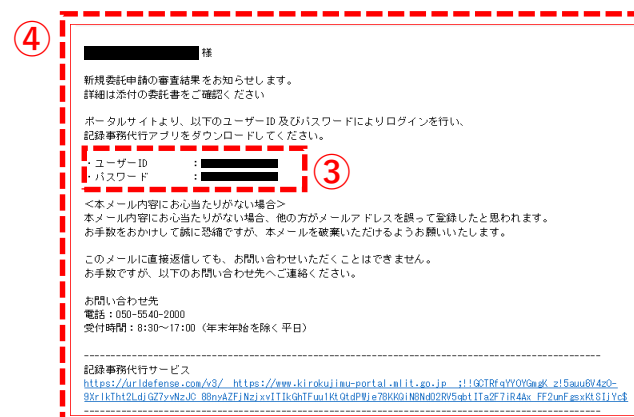 ④
様
新規委託申請の審査結果をお知らせします。
詳細は添付の委託書をご確認ください
ポータルサイトより、以下のユーザーID 及びパスワードによりログインを行い、
記録事務代行アプリをダウンロードしてください。
・ユーザーID :
・パスワード :
③
<本メール内容にお心当たりがない場合>
本メール内容にお心当たりがない場合、他の方がメールアドレスを誤って登録したと思われます。
お手数をおかけして誠に恐縮ですが、本メールを破棄いただけるようお願いいたします。
このメールに直接返信しても、お問い合わせいただくことはできません。
お手数ですが、以下のお問い合わせ先へご連絡ください。
お問い合わせ先
電話：050-5540-2000
受付時間：8:30～17:00（年末年始を除く平日）
記録事務代行サービス
https://urldefense.com/v3/__https://www.kirokujimu-portal.mlit.go.jp__;!!GCTRfqYYOYGmgK_z!5auu6V4zO-